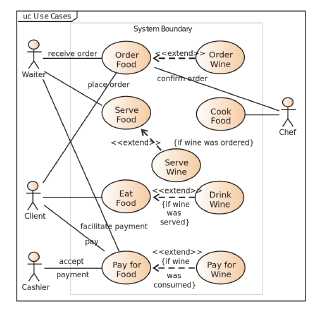 uc Use Cases
System Boundary
receive order
Order
Food
<<extend>>
Order
Wine
Waiter
confirm order
place order
Serve
Food
Cook
Food
Chef
<<extend>>
{if wine was ordered}
Serve
Wine
Client
Eat
Food
<<extend>>
{if wine
was
served}
Drink
Wine
facilitate payment
pay
accept
payment
Cashier
Pay for
Food
<<extend>>
{if wine
was
consumed}
Pay for
Wine